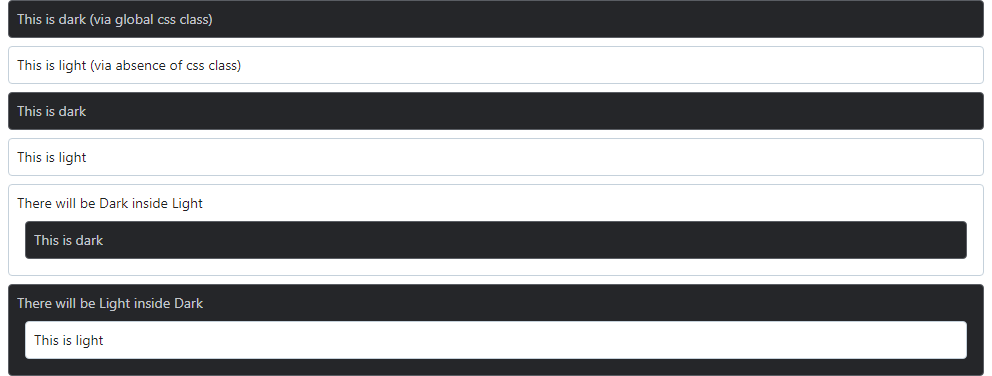 This is dark (via global css class)
This is light (via absence of css class)
This is dark
This is light
There will be Dark inside Light
This is dark
There will be Light inside Dark
This is light